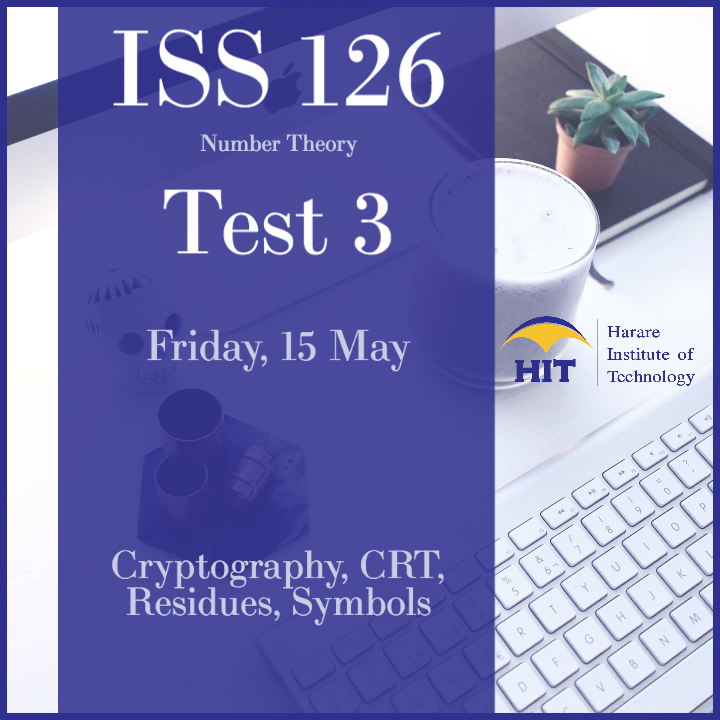 ISS 126
Number Theory
Test 3
Friday, 15 May
HIT
Harare
Institute of
Technology
Cryptography, CRT,
Residues, Symbols